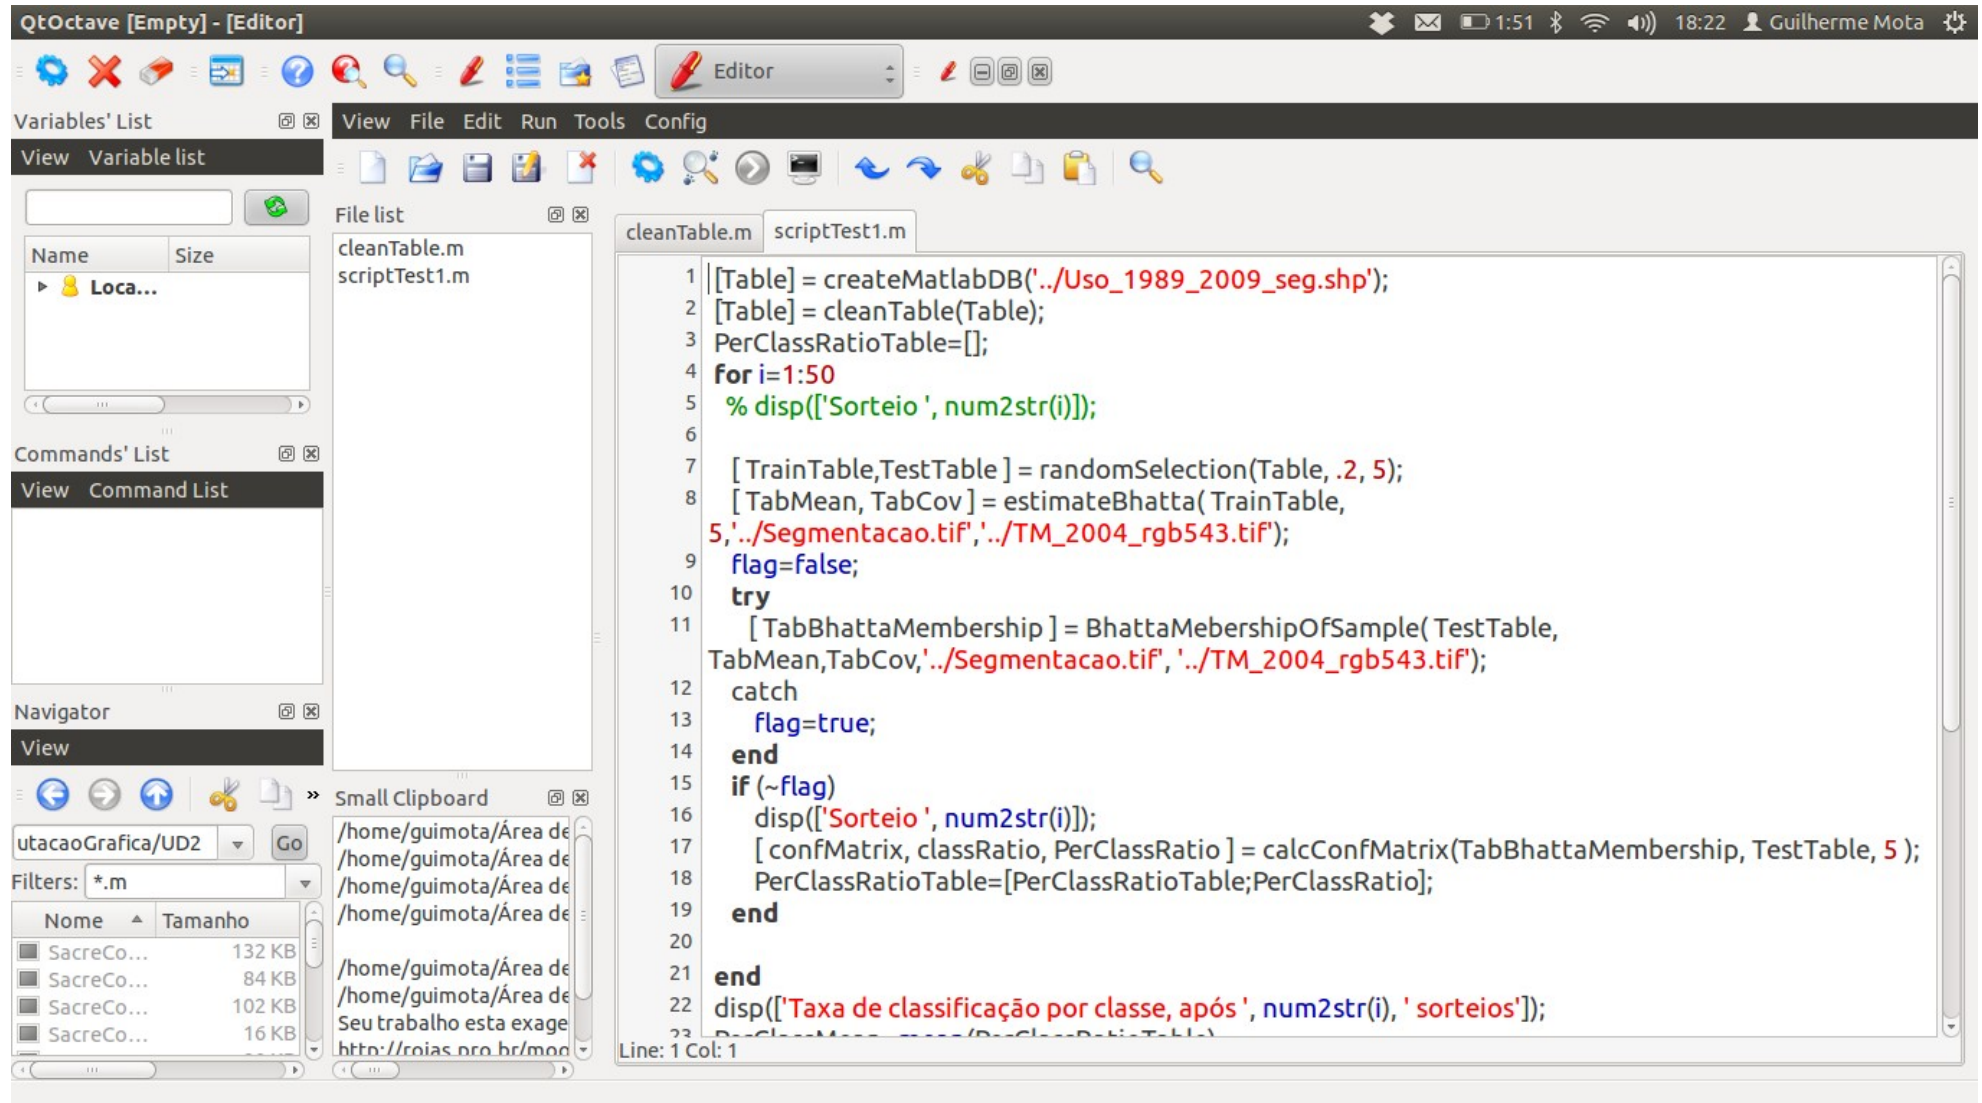 QtOctave [Empty] - [Editor]
1:51
18:22
Guilherme Mota
Editor
Variables' List
View Variable list
Name Size
Loca...
Commands' List
View Command List
Navigator
View
»
utacaoGrafica/UD2
Go
Filters: *.m
Nome Tamanho
SacreCo... 132 KB
SacreCo... 84 KB
SacreCo... 102 KB
SacreCo... 16 KB
View File Edit Run Tools Config
File list
cleanTable.m
scriptTest1.m
Small Clipboard
/home/guimota/Área de
/home/guimota/Área de
/home/guimota/Área de
/home/guimota/Área de
/home/guimota/Área de
/home/guimota/Área de
Seu trabalho esta exage
http://rojas.pro.br/moo
cleanTable.m scriptTest1.m
1 [Table] = createMatlabDB('../Uso_1989_2009_seg.shp');
2 [Table] = cleanTable(Table);
3 PerClassRatioTable=[];
4 for i=1:50
5 % disp(['Sorteio ', num2str(i)]);
6
7 [ TrainTable,TestTable ] = randomSelection(Table, .2, 5);
8 [ TabMean, TabCov ] = estimateBhatta( TrainTable,
5,'../Segmentacao.tif','../TM_2004_rgb543.tif');
9 flag=false;
10 try
11 [ TabBhattaMembership ] = BhattaMebershipOfSample( TestTable,
TabMean,TabCov,'../Segmentacao.tif', '../TM_2004_rgb543.tif');
12 catch
13 flag=true;
14 end
15 if (~flag)
16 disp(['Sorteio ', num2str(i)]);
17 [ confMatrix, classRatio, PerClassRatio ] = calcConfMatrix(TabBhattaMembership, TestTable, 5 );
18 PerClassRatioTable=[PerClassRatioTable;PerClassRatio];
19 end
20
21 end
22 disp(['Taxa de classificação por classe, após ', num2str(i), ' sorteios']);
23 PerClassMean = mean(PerClassRatioTable)
Line: 1 Col: 1